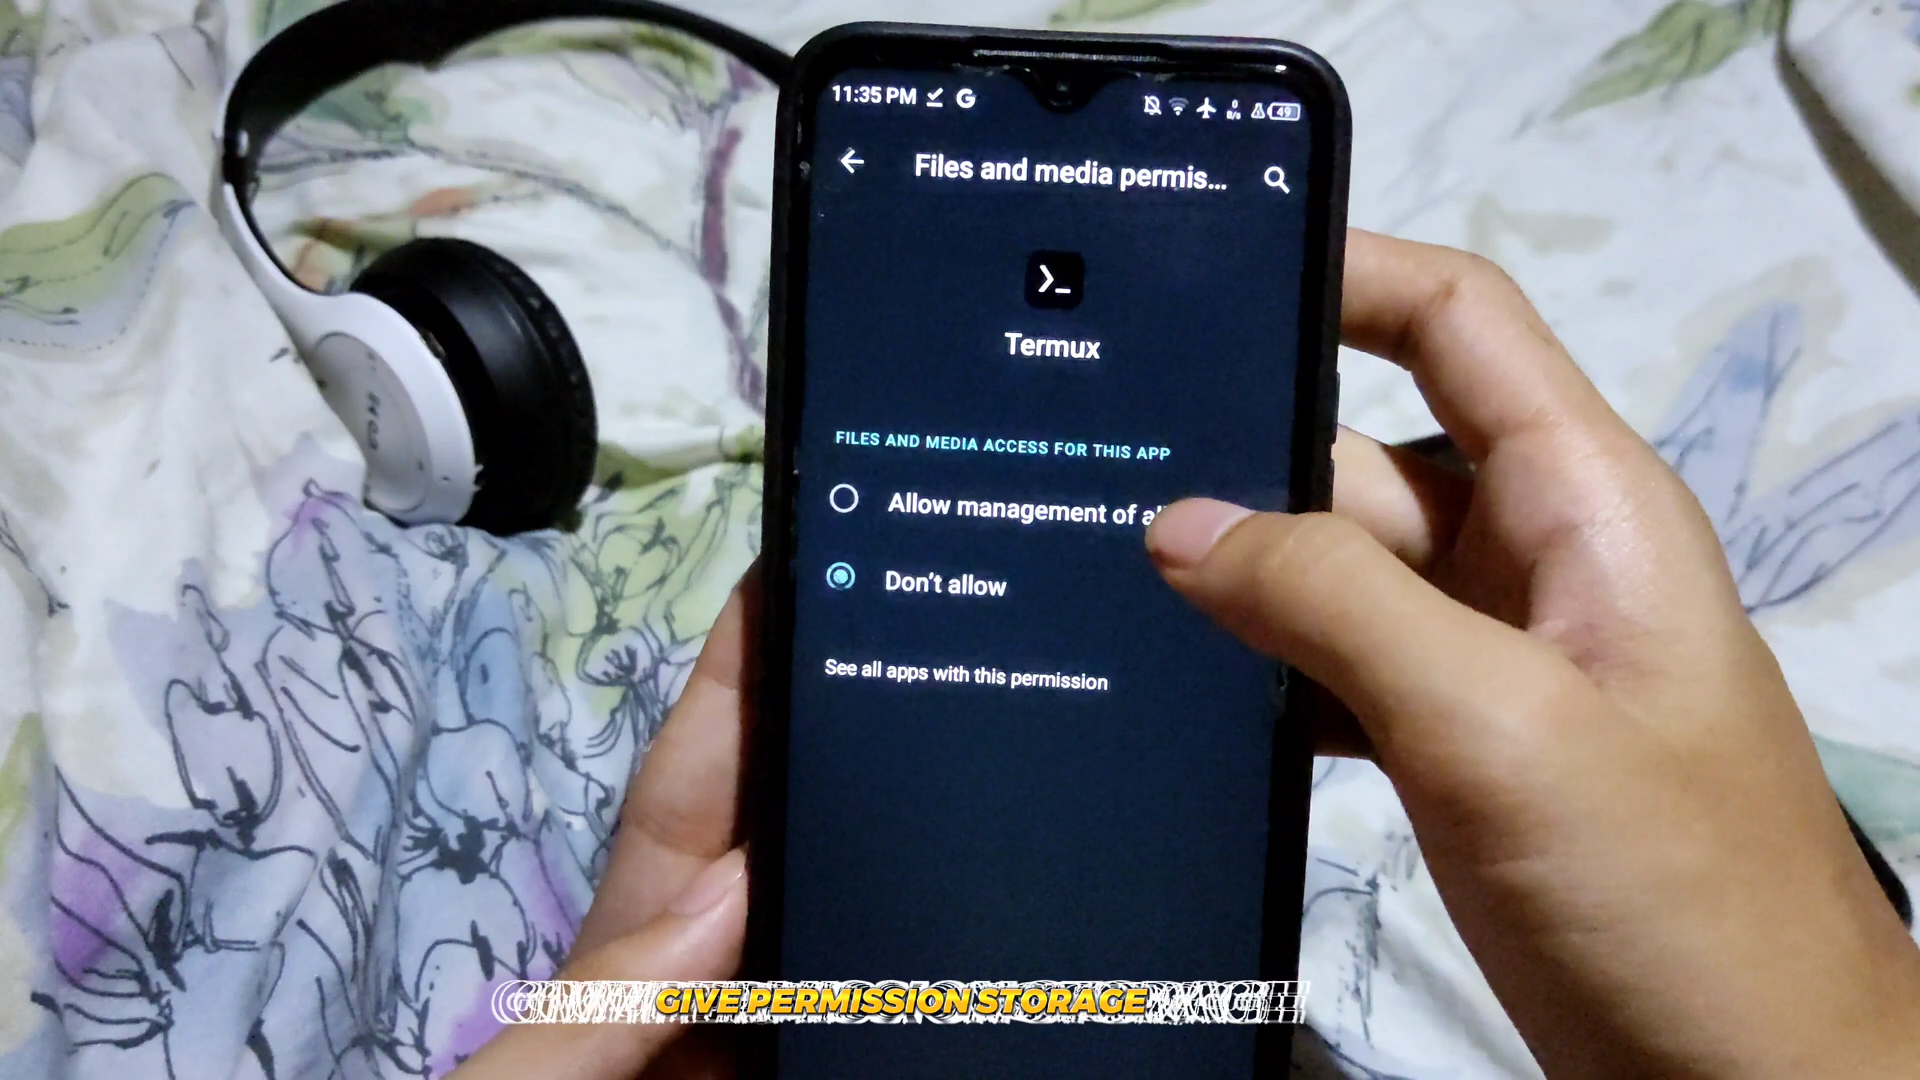 11:35 PM
49
Files and media permis...
Termux
FILES AND MEDIA ACCESS FOR THIS APP
Allow management of
Don't allow
See all apps with this permission
GIVE PERMISSION STORAGE